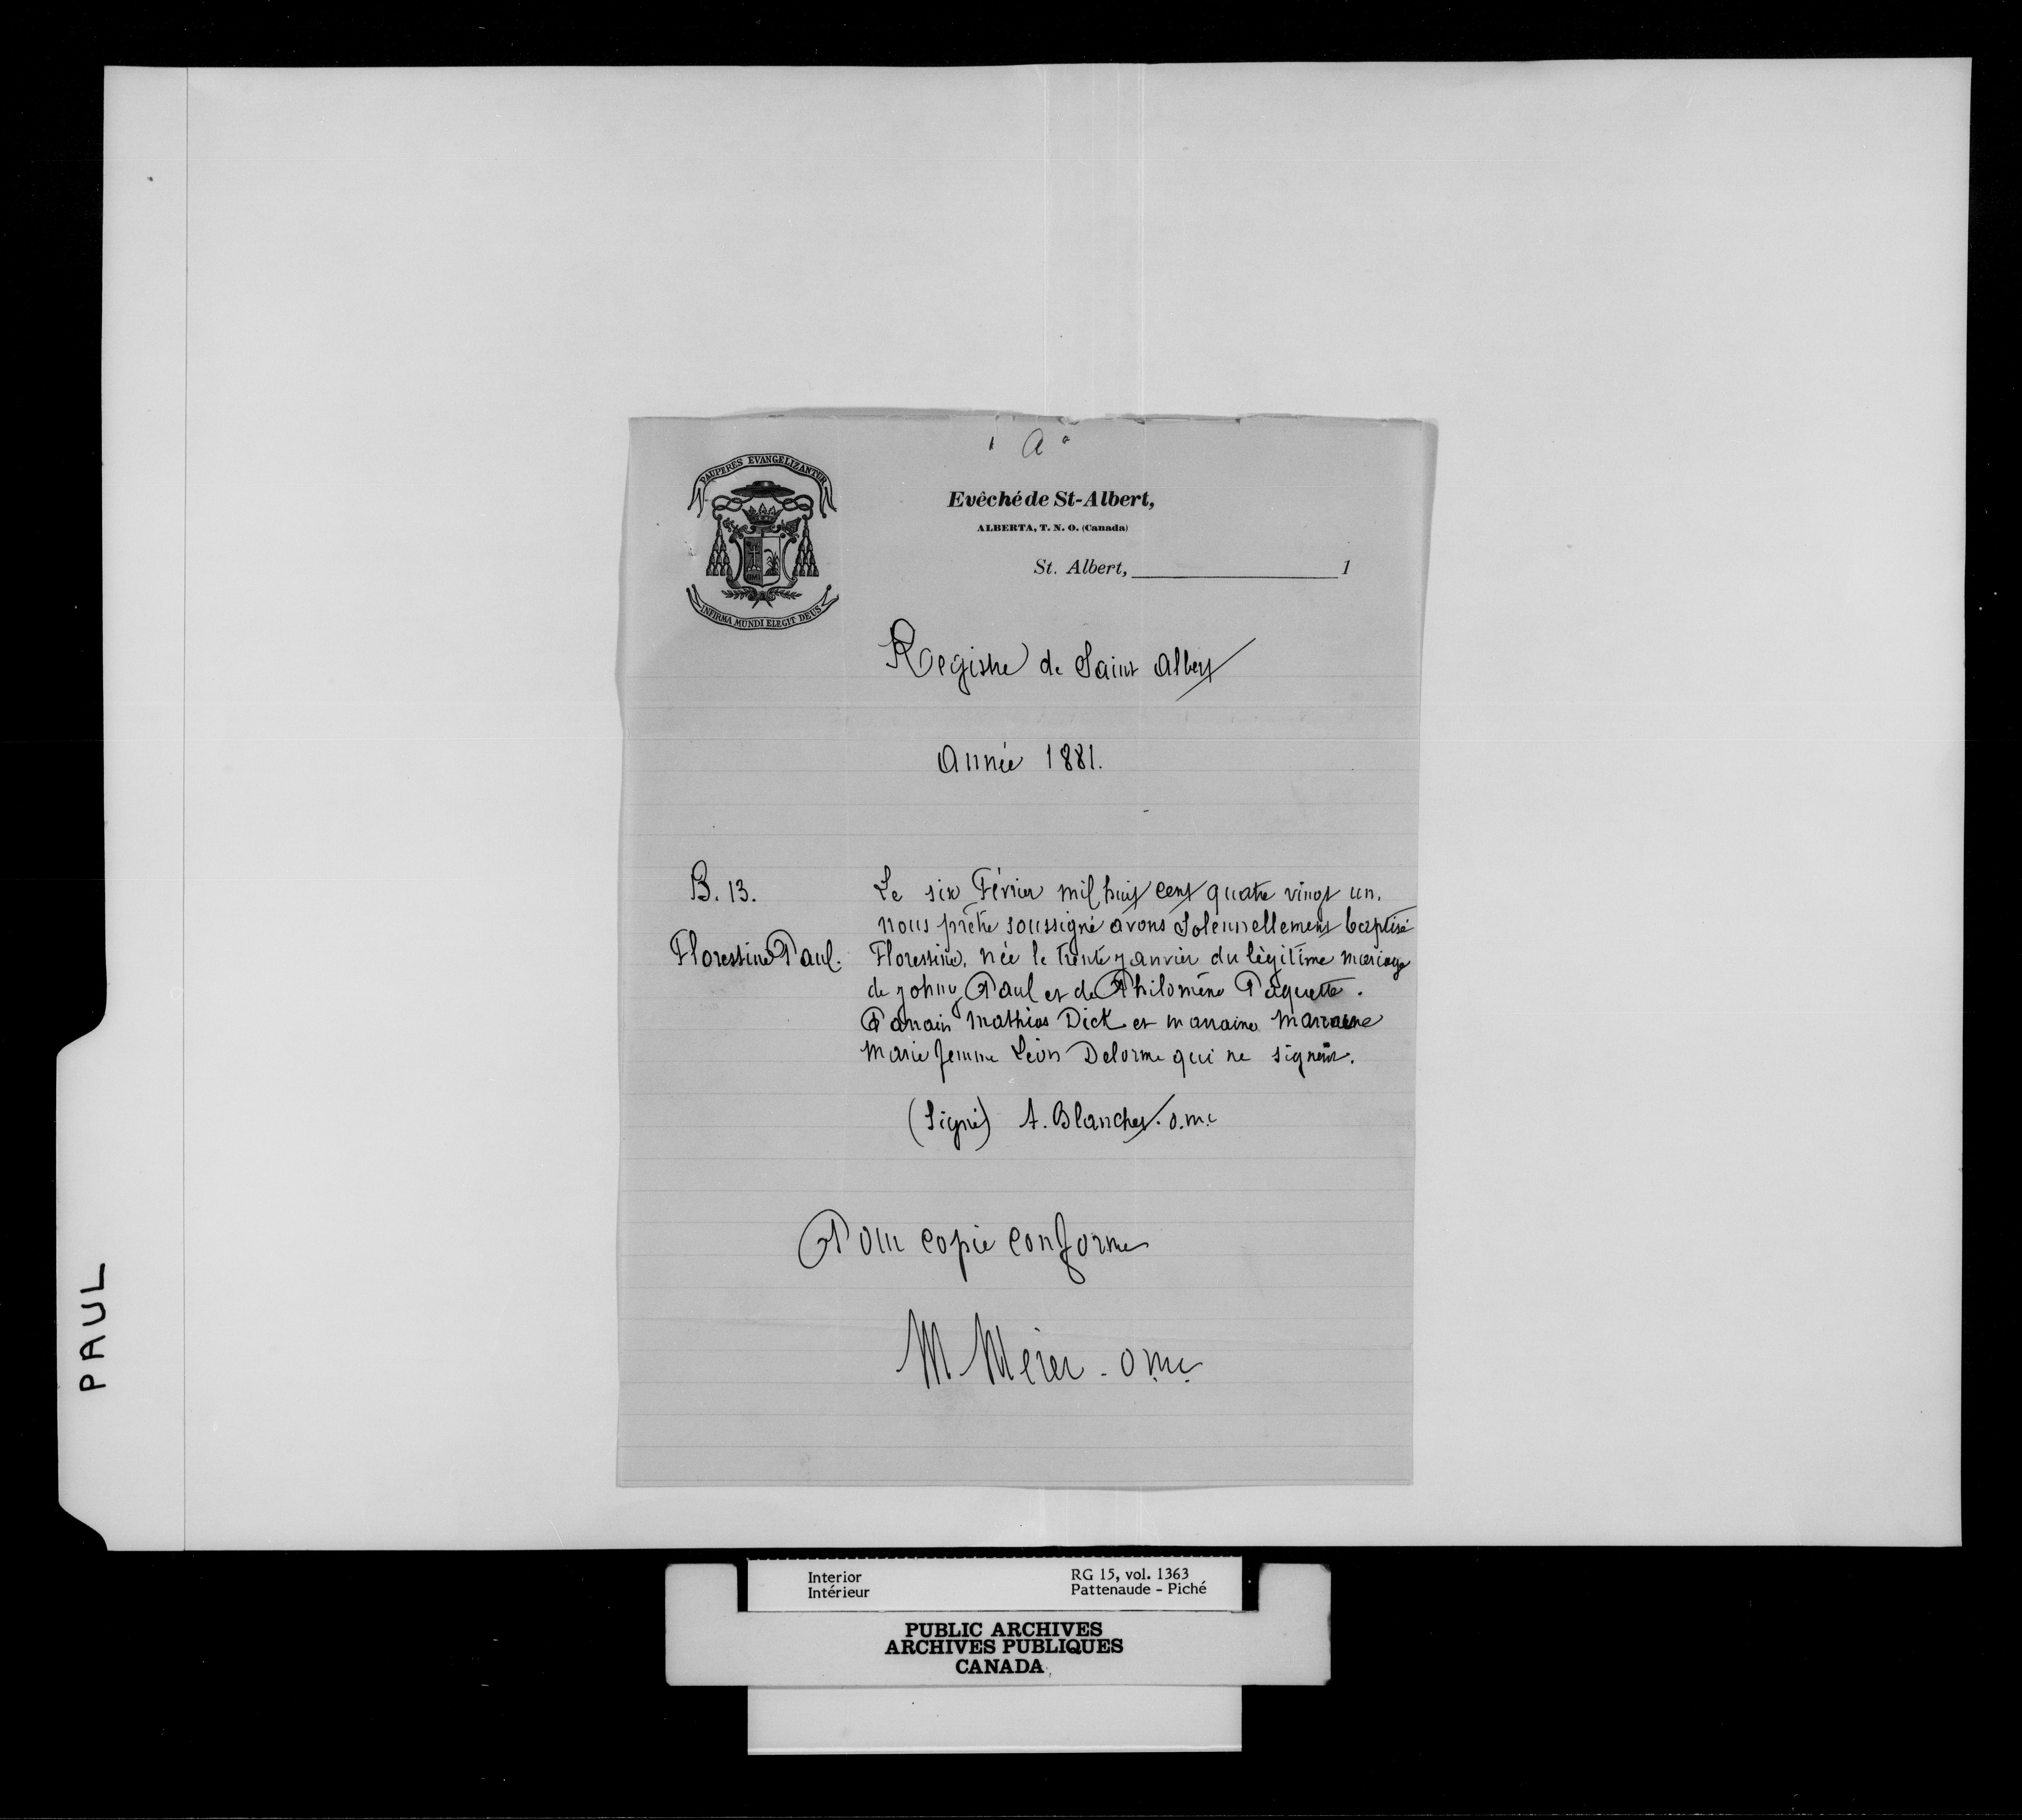 "A"
PAUPERES EVANGELIZANTUR
OMI
INFIRMA MUNDI ELEGIT DEUS
Evêché de St-Albert,
ALBERTA, T. N. O. (Canada)
St. Albert, 1
Registre de Saint Albert
Année 1881.
B. 13.
Florestine Paul.
Le six Février mil huit cent quatre vingt un.
nous prêtre soussigné avons Solennellement baptisé
Florestine, née le trente janvier du légitime mariage
de Johny Paul et de Philomène Paquette.
Parrain Mathias Dick et marraine Marraine
Marie femme Léon Delorme qui ne signent.
(Signé) A. Blanchet. o.m.i
Pour copie conforme
M Mérer - o.m.i.
PAUL
Interior
Intérieur
RG 15, vol. 1363
Pattenaude - Piché
PUBLIC ARCHIVES
ARCHIVES PUBLIQUES
CANADA